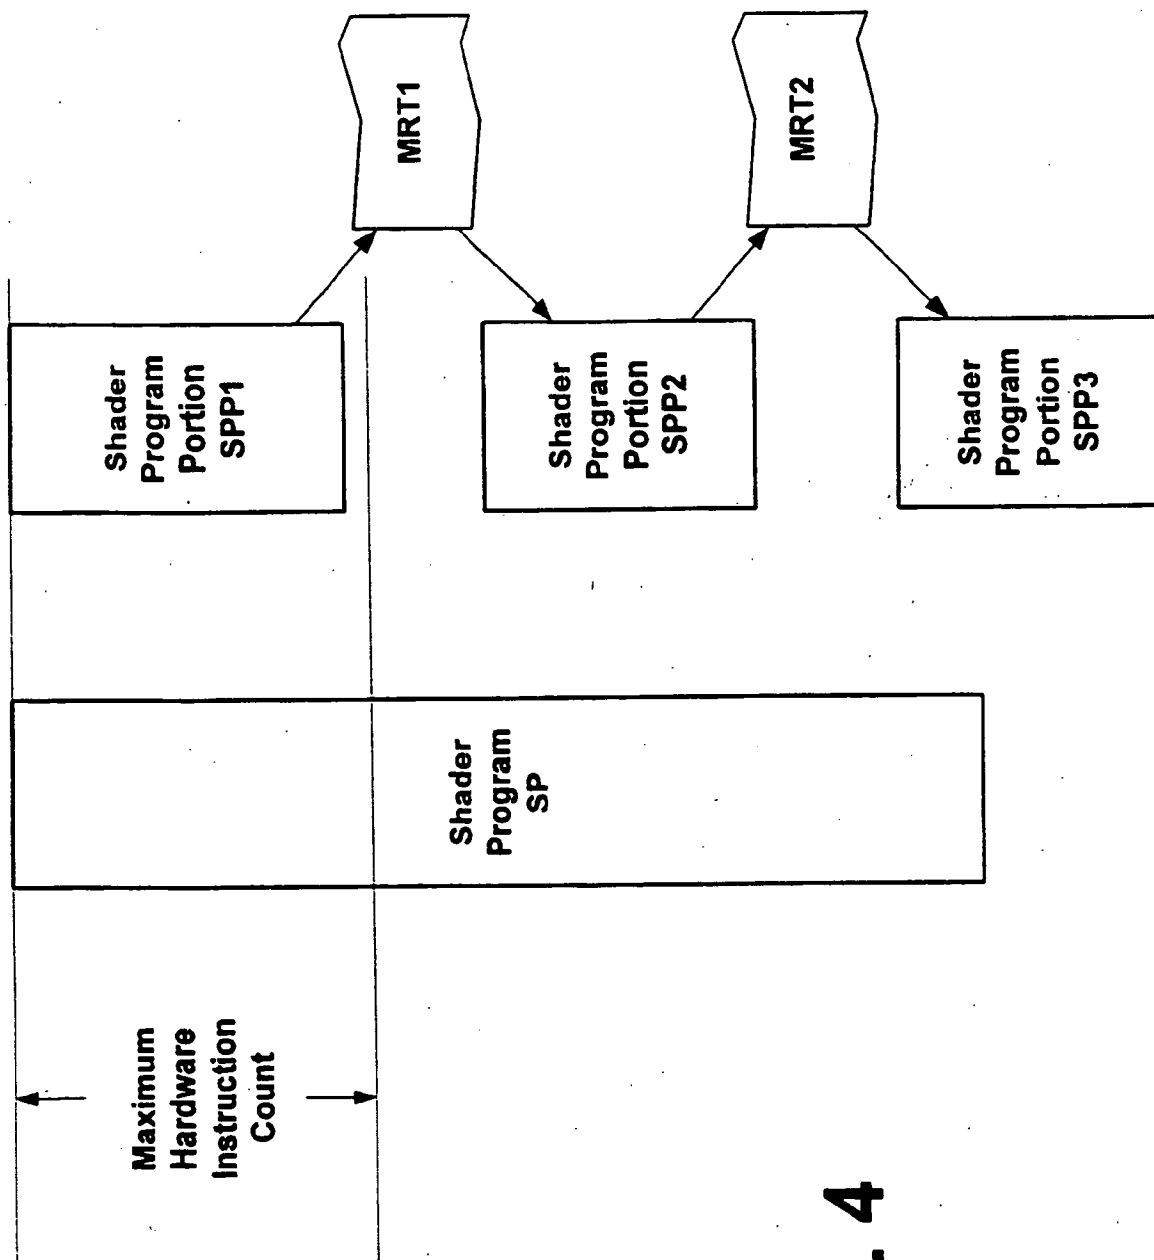 Maximum
Hardware
Instruction
Count
Shader
Program
SP
Shader
Program
Portion
SPP1
MRT1
Shader
Program
Portion
SPP2
MRT2
Shader
Program
Portion
SPP3
. 4